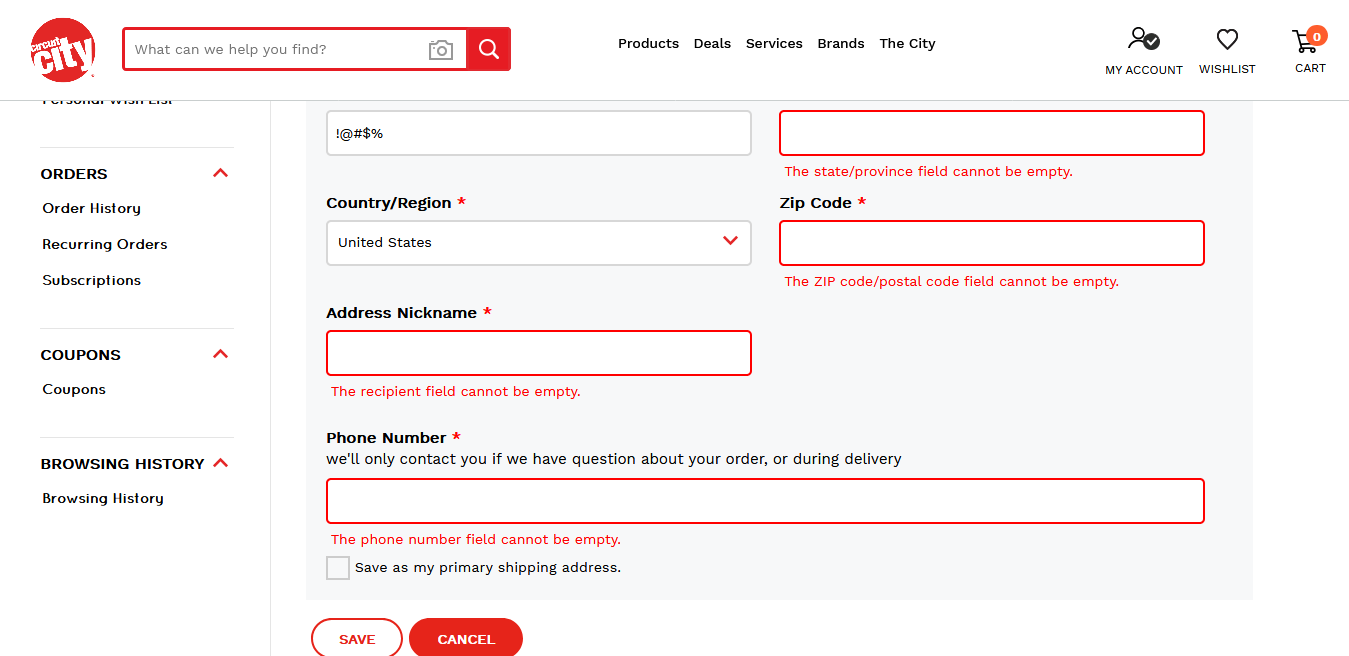 circuit
city
What can we help you find?
Products Deals Services Brands The City
MY ACCOUNT
WISHLIST
0
CART
Personal Wish List
ORDERS
Order History
Recurring Orders
Subscriptions
COUPONS
Coupons
BROWSING HISTORY
Browsing History
!@#$%
The state/province field cannot be empty.
Country/Region *
Zip Code *
United States
The ZIP code/postal code field cannot be empty.
Address Nickname *
The recipient field cannot be empty.
Phone Number *
we'll only contact you if we have question about your order, or during delivery
The phone number field cannot be empty.
Save as my primary shipping address.
SAVE
CANCEL